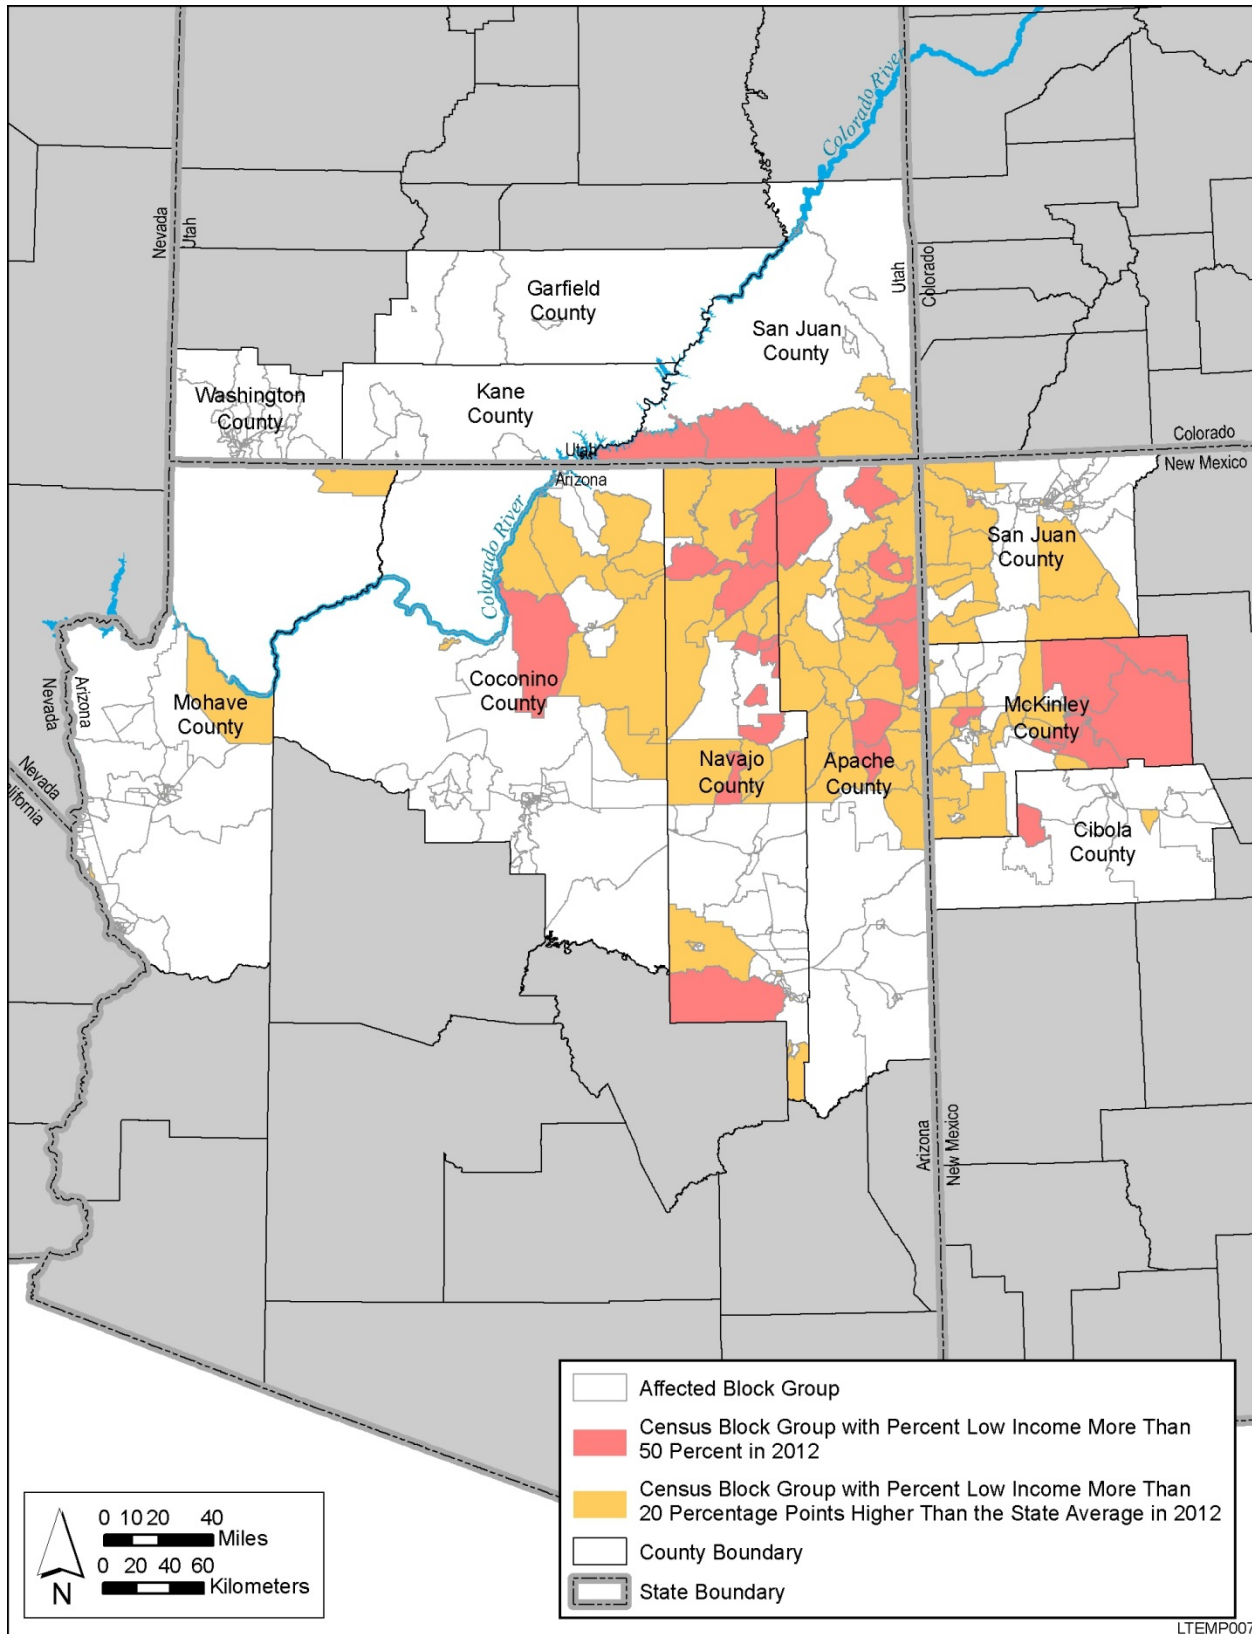 Colorado River
Nevada
Utah
Utah
Colorado
Garfield
County
San Juan
County
Washington
County
Kane
County
Utah
Arizona
Colorado
New Mexico
Colorado River
San Juan
County
Arizona
Nevada
Mohave
County
Coconino
County
McKinley
County
Navajo
County
Apache
County
Nevada
alifornia
Cibola
County
Arizona
New Mexico
Affected Block Group
Census Block Group with Percent Low Income More Than
50 Percent in 2012
Census Block Group with Percent Low Income More Than
20 Percentage Points Higher Than the State Average in 2012
County Boundary
State Boundary
N
0 10 20 40
Miles
0 20 40 60
Kilometers
LTEMP007